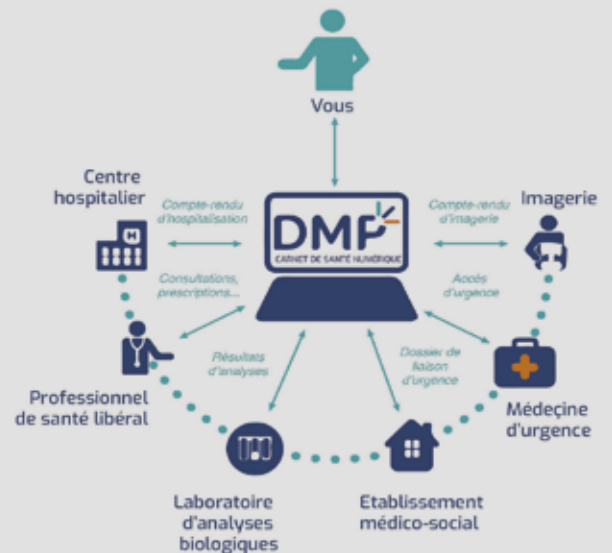 Vous
Centre
hospitalier
Compte-rendu
d'hospitalisation
DMP
CARNET DE SANTÉ NUMÉRIQUE
Compte-rendu
d'imagerie
Imagerie
H
Consultations,
prescriptions...
Accès
d'urgence
Professionnel
de santé libéral
Résultats
d'analyses
Dossier de
liaison
d'urgence
Médeçine
d'urgence
Laboratoire
d'analyses
biologiques
Etablissement
médico-social